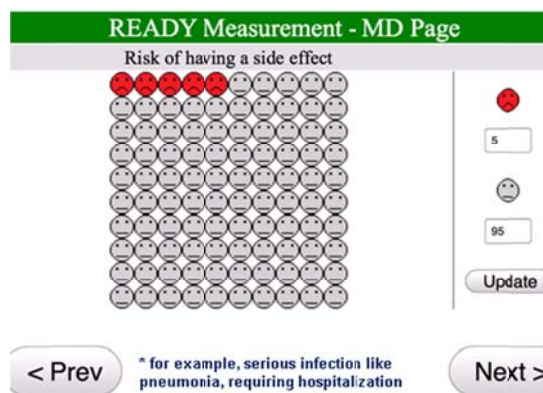 READY Measurement - MD Page
Risk of having a side effect
5
95
Update
< Prev
* for example, serious infection like
pneumonia, requiring hospitalization
Next >